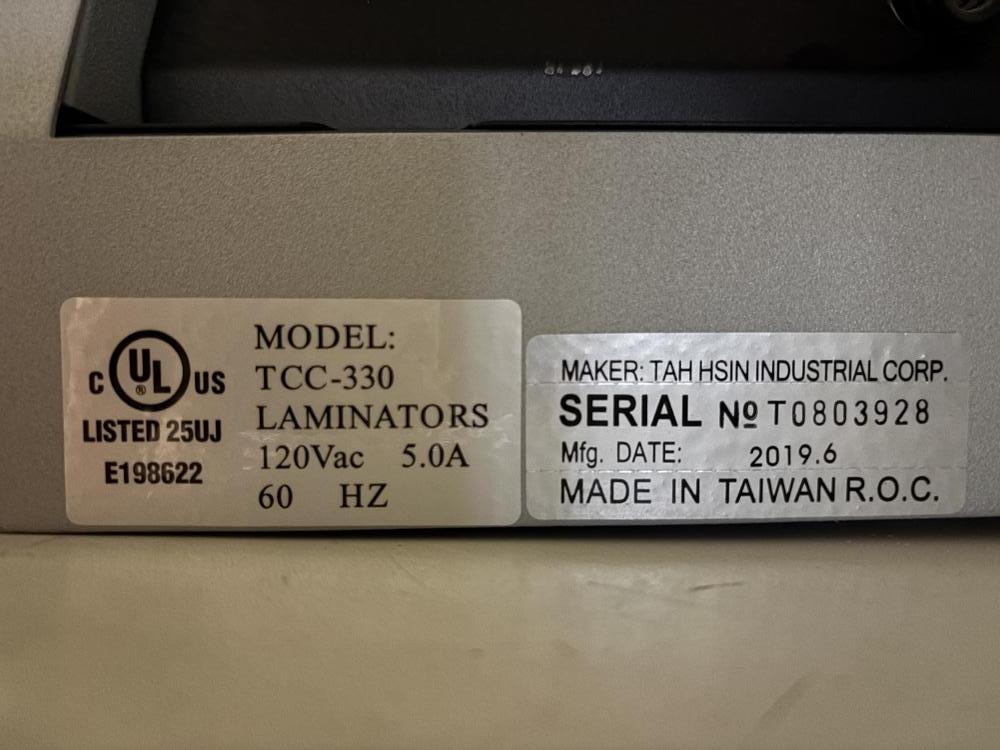 C UL ® US
LISTED 25UJ
E198622
MODEL:
TCC-330
LAMINATORS
120Vac 5.0A
60 HZ
MAKER: TAH HSIN INDUSTRIAL CORP.
SERIAL Nº T0803928
Mfg. DATE: 2019.6
MADE IN TAIWAN R.O.C.